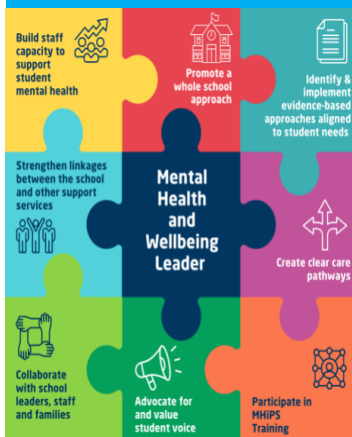 Build staff
capacity to
support
student
mental health
Promote a
whole school
approach
Identify &
implement
evidence-based
approaches aligned
to student needs
Strengthen linkages
between the school
and other support
services
Mental
Health
and
Wellbeing
Leader
Create clear care
pathways
Collaborate
with school
leaders, staff
and families
Advocate for
and value
student voice
Participate in
MHiPS
Training